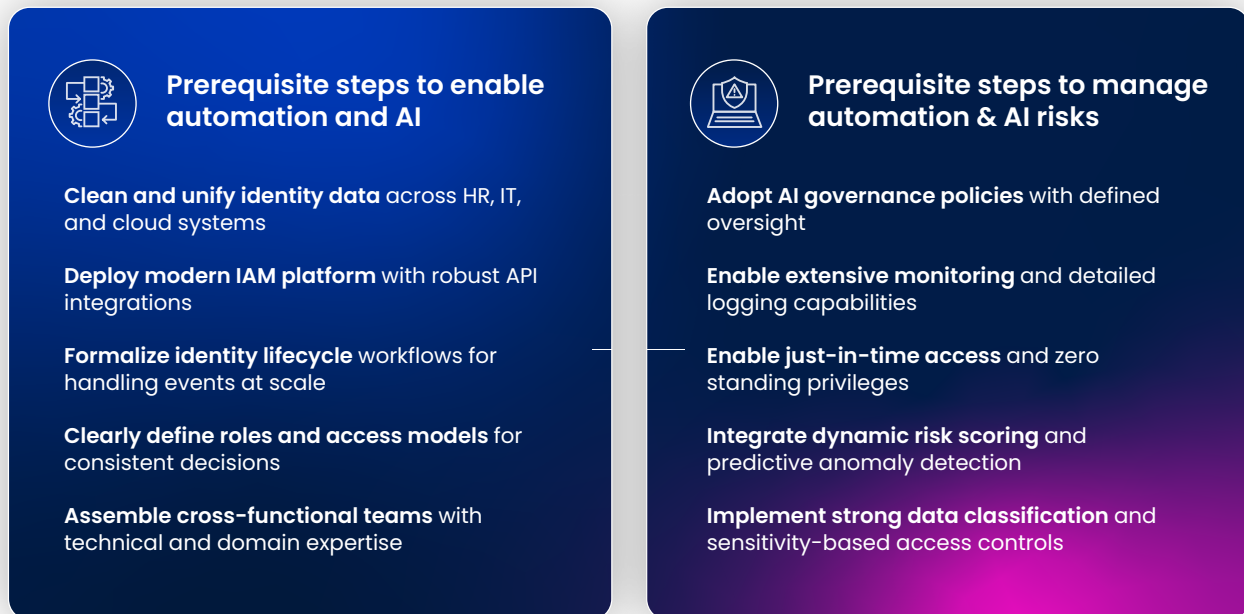 Prerequisite steps to enable
automation and AI
Clean and unify identity data across HR, IT,
and cloud systems
Deploy modern IAM platform with robust API
integrations
Formalize identity lifecycle workflows for
handling events at scale
Clearly define roles and access models for
consistent decisions
Assemble cross-functional teams with
technical and domain expertise
Prerequisite steps to manage
automation & AI risks
Adopt AI governance policies with defined
oversight
Enable extensive monitoring and detailed
logging capabilities
Enable just-in-time access and zero
standing privileges
Integrate dynamic risk scoring and
predictive anomaly detection
Implement strong data classification and
sensitivity-based access controls